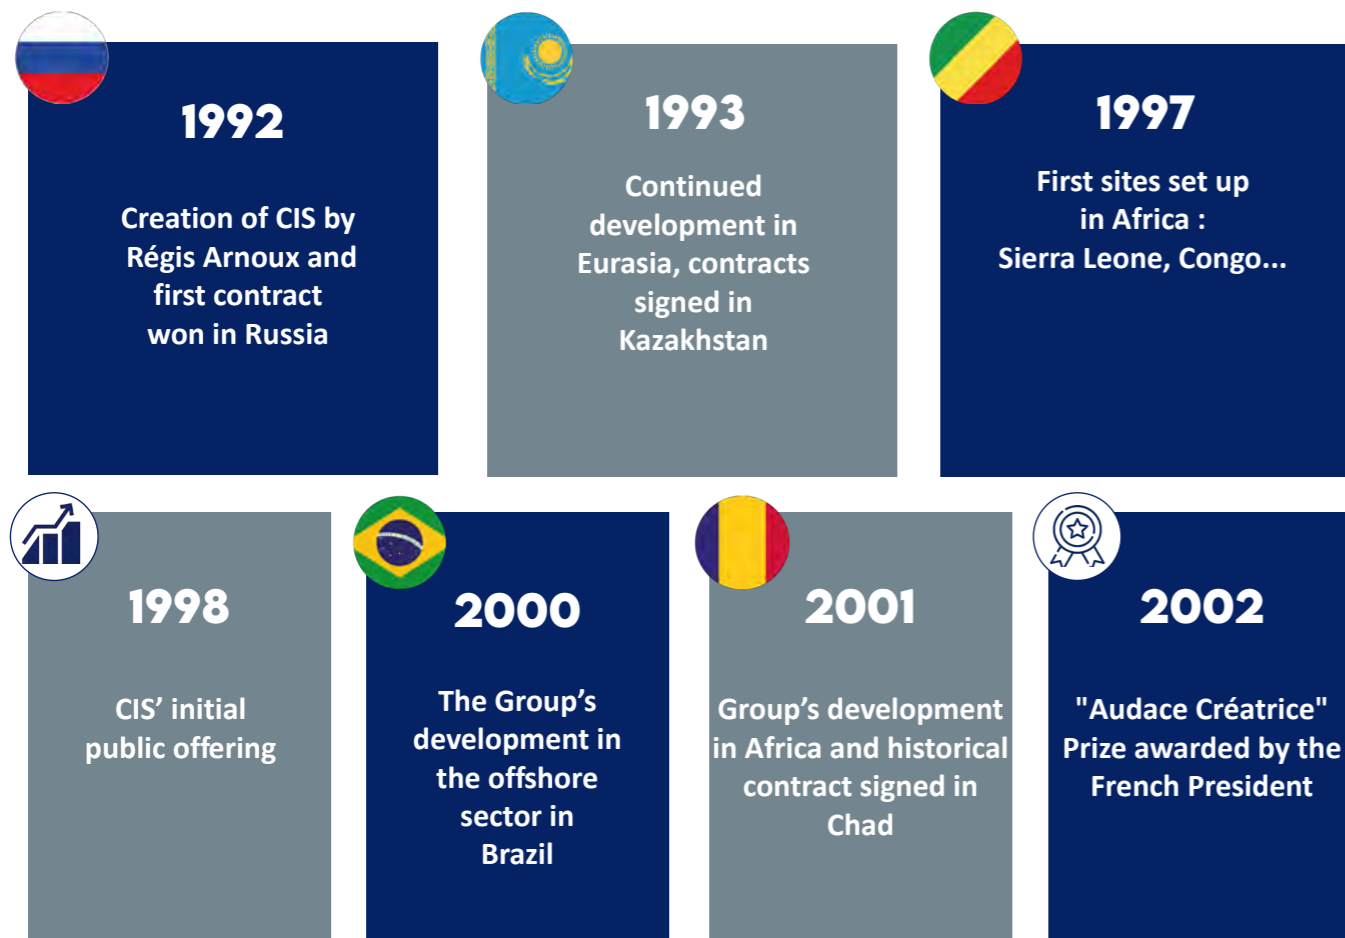 1992
Creation of CIS by
Régis Arnoux and
first contract
won in Russia
1993
Continued
development in
Eurasia, contracts
signed in
Kazakhstan
1997
First sites set up
in Africa :
Sierra Leone, Congo...
1998
CIS’ initial
public offering
2000
The Group’s
development in
the offshore
sector in
Brazil
2001
Group’s development
in Africa and historical
contract signed in
Chad
2002
"Audace Créatrice"
Prize awarded by the
French President